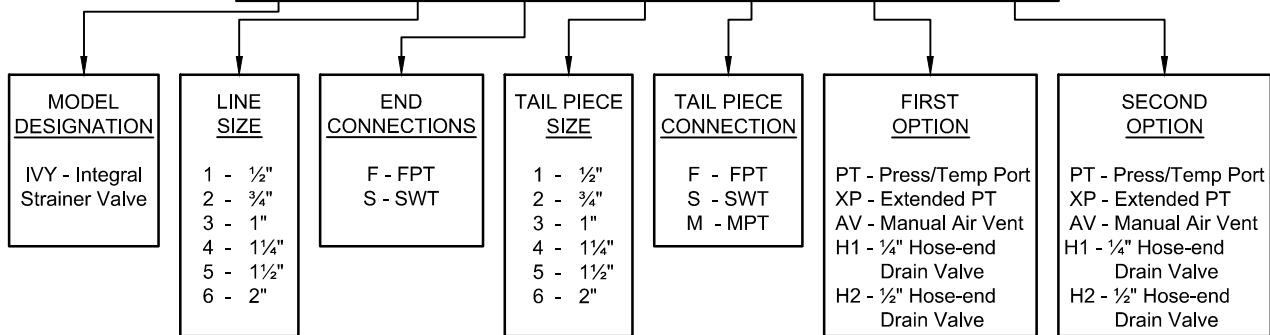 MODEL
DESIGNATION
IVY - Integral
Strainer Valve
LINE
SIZE
1 - ½"
2 - ¾"
3 - 1"
4 - 1¼"
5 - 1½"
6 - 2"
END
CONNECTIONS
F - FPT
S - SWT
TAIL PIECE
SIZE
1 - ½"
2 - ¾"
3 - 1"
4 - 1¼"
5 - 1½"
6 - 2"
TAIL PIECE
CONNECTION
F - FPT
S - SWT
M - MPT
FIRST
OPTION
PT - Press/Temp Port
XP - Extended PT
AV - Manual Air Vent
H1 - ¼" Hose-end
Drain Valve
H2 - ½" Hose-end
Drain Valve
SECOND
OPTION
PT - Press/Temp Port
XP - Extended PT
AV - Manual Air Vent
H1 - ¼" Hose-end
Drain Valve
H2 - ½" Hose-end
Drain Valve